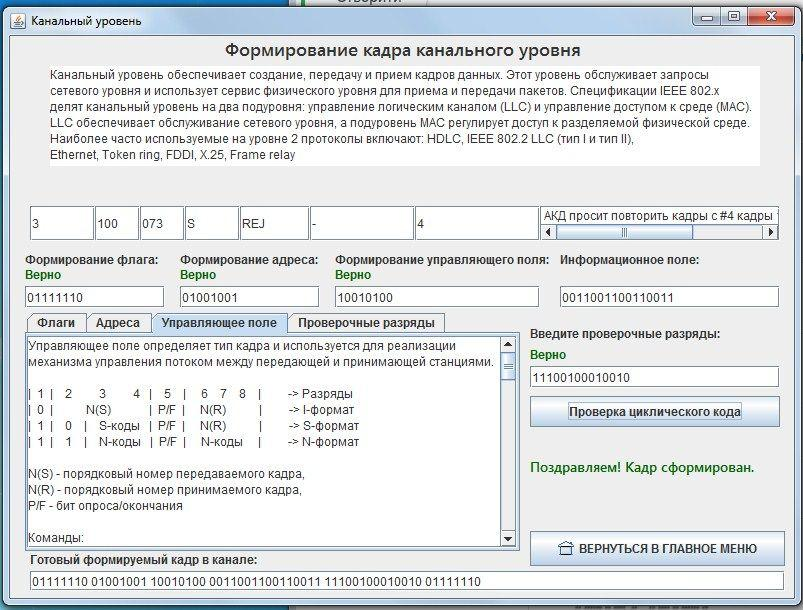 Канальный уровень
Формирование кадра канального уровня
Канальный уровень обеспечивает создание, передачу и прием кадров данных. Этот уровень обслуживает запросы
сетевого уровня и использует сервис физического уровня для приема и передачи пакетов. Спецификации IEEE 802.x
делят канальный уровень на два подуровня: управление логическим каналом (LLC) и управление доступом к среде (MAC).
LLC обеспечивает обслуживание сетевого уровня, а подуровень MAC регулирует доступ к разделяемой физической среде.
Наиболее часто используемые на уровне 2 протоколы включают: HDLC, IEEE 802.2 LLC (тип I и тип II),
Ethernet, Token ring, FDDI, X.25, Frame relay
3 100 073 S REJ - 4 АКД просит повторить кадры с #4 кадры
Формирование флага: Формирование адреса: Формирование управляющего поля: Информационное поле:
Верно Верно Верно
01111110 01001001 10010100 0011001100110011
Флаги Адреса Управляющее поле Проверочные разряды
Управляющее поле определяет тип кадра и используется для реализации
механизма управления потоком между передающей и принимающей станциями.
| 1 | 2 3 4 | 5 | 6 7 8 | -> Разряды
| 0 | N(S) | P/F | N(R) | -> I-формат
| 1 | 0 | S-коды | P/F | N(R) | -> S-формат
| 1 | 1 | N-коды | P/F | N-коды | -> N-формат
N(S) - порядковый номер передаваемого кадра,
N(R) - порядковый номер принимаемого кадра,
P/F - бит опроса/окончания
Команды:
Введите проверочные разряды:
Верно
11100100010010
Проверка циклического кода
Поздравляем! Кадр сформирован.
ВЕРНУТЬСЯ В ГЛАВНОЕ МЕНЮ
Готовый формируемый кадр в канале:
01111110 01001001 10010100 0011001100110011 11100100010010 01111110